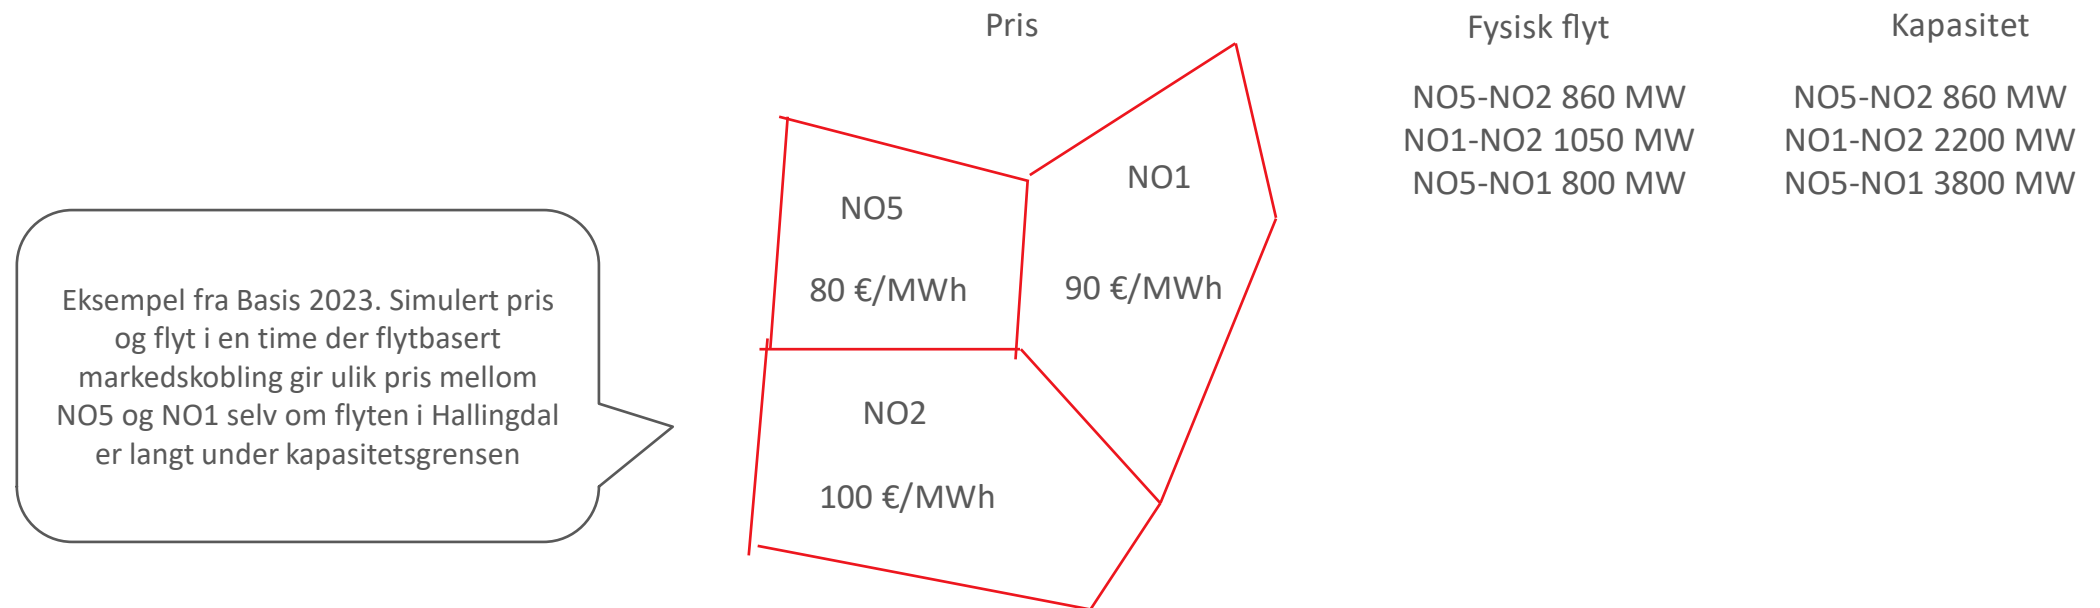 Pris
Fysisk flyt
Kapasitet
NO5-NO2 860 MW
NO1-NO2 1050 MW
NO5-NO1 800 MW
NO5-NO2 860 MW
NO1-NO2 2200 MW
NO5-NO1 3800 MW
NO1
90 €/MWh
NO5
80 €/MWh
NO2
100 €/MWh
Eksempel fra Basis 2023. Simulert pris
og flyt i en time der flytbasert
markedskobling gir ulik pris mellom
NO5 og NO1 selv om flyten i Hallingdal
er langt under kapasitetsgrensen